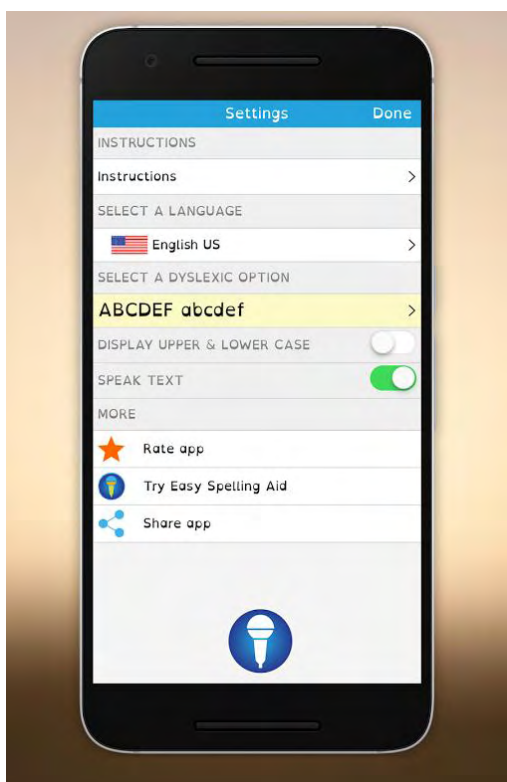 Settings
Done
INSTRUCTIONS
Instructions
SELECT A LANGUAGE
English US
SELECT A DYSLEXIC OPTION
ABCDEF abcdef
DISPLAY UPPER & LOWER CASE
SPEAK TEXT
MORE
Rate app
Try Easy Spelling Aid
Share app